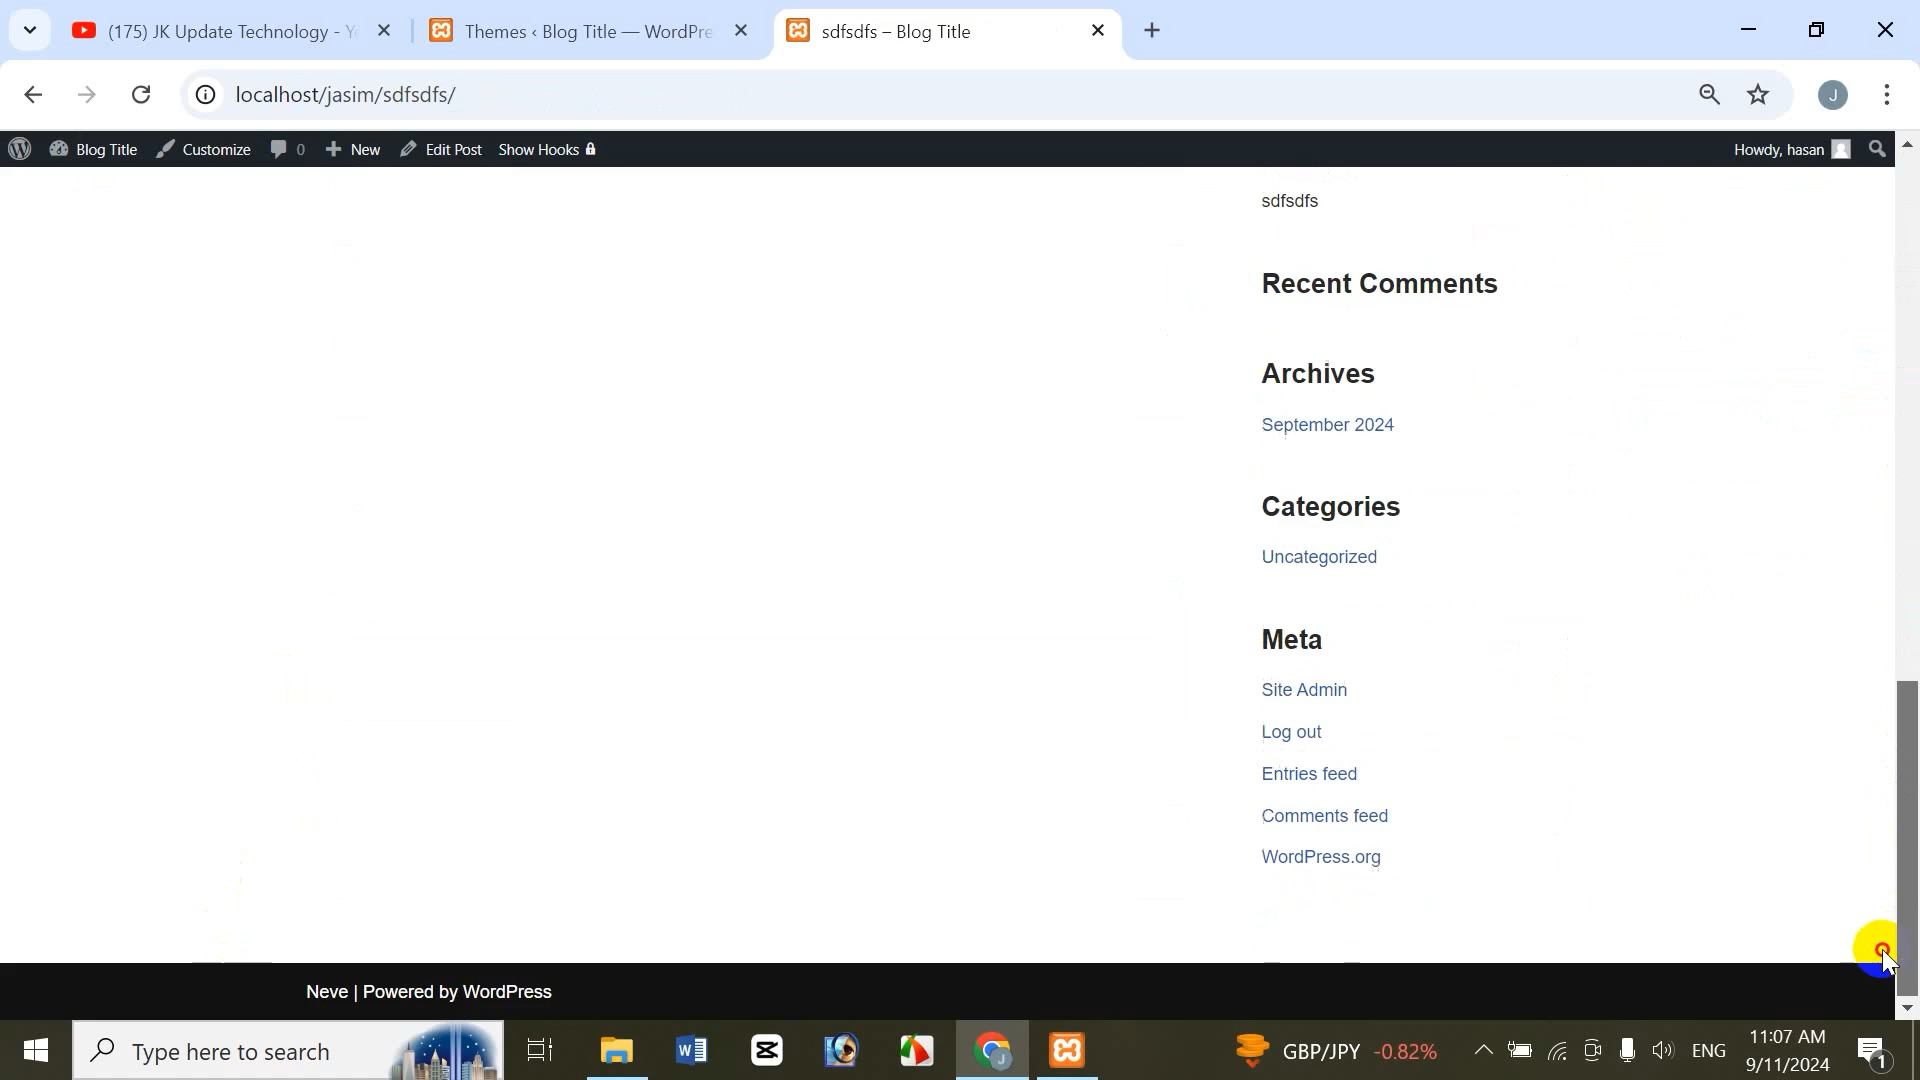 (175) JK Update Technology - Y
Themes ‹ Blog Title — WordPre
sdfsdfs – Blog Title
localhost/jasim/sdfsdfs/
J
Blog Title
Customize
0
New
Edit Post
Show Hooks
Howdy, hasan
sdfsdfs
Recent Comments
Archives
September 2024
Categories
Uncategorized
Meta
Site Admin
Log out
Entries feed
Comments feed
WordPress.org
Neve | Powered by WordPress
Type here to search
GBP/JPY -0.82%
ENG
11:07 AM
9/11/2024
1